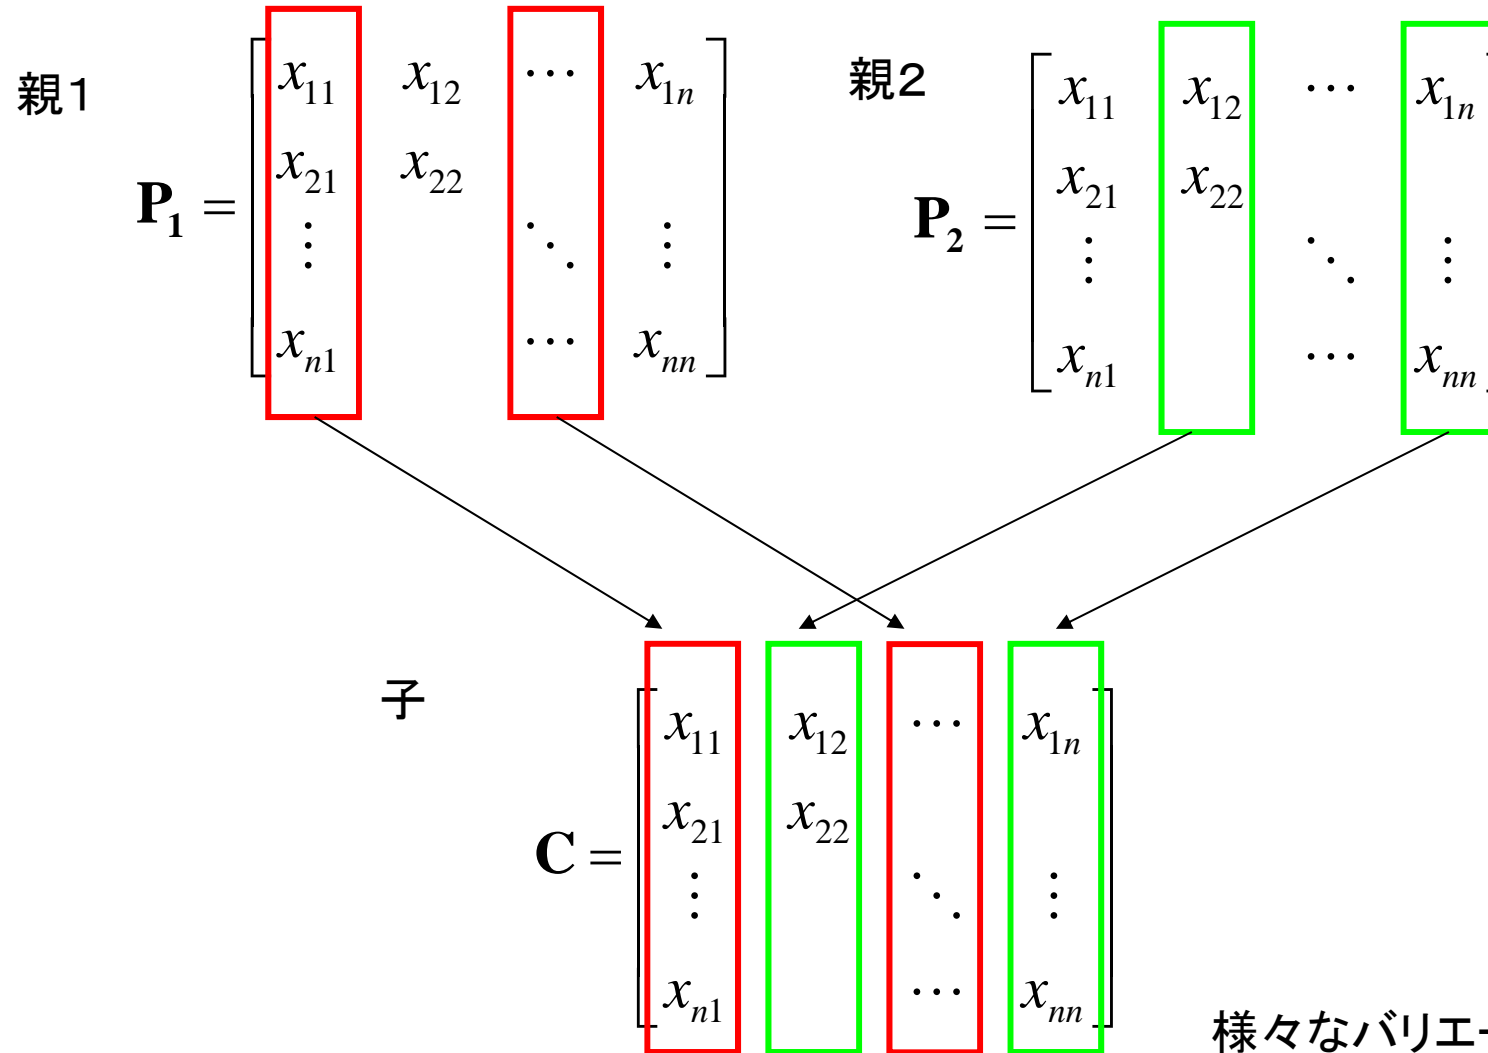 親1
P₁ =
x₁₁ x₁₂ ⋯ x₁ₙ
x₂₁ x₂₂
⋮ ⋱ ⋮
xₙ₁ ⋯ xₙₙ
親2
P₂ =
x₁₁ x₁₂ ⋯ x₁ₙ
x₂₁ x₂₂
⋮ ⋱ ⋮
xₙ₁ ⋯ xₙₙ
子
C =
x₁₁ x₁₂ ⋯ x₁ₙ
x₂₁ x₂₂
⋮ ⋱ ⋮
xₙ₁ ⋯ xₙₙ
様々なバリエ